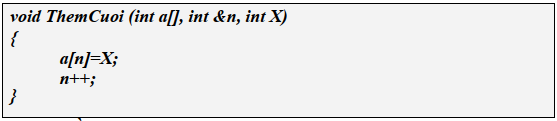 void ThemCuoi (int a[], int &n, int X)
{
a[n]=X;
n++;
}